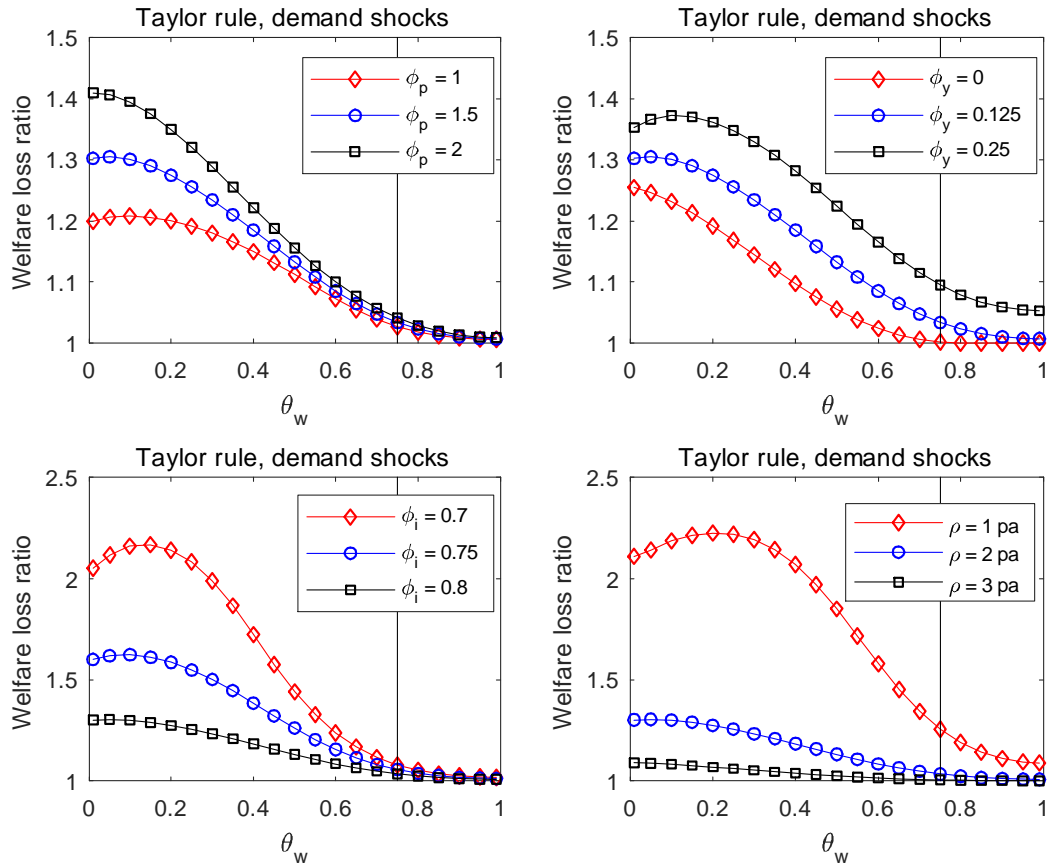 Taylor rule, demand shocks
1.5
1.4
1.3
1.2
1.1
1
Welfare loss ratio
ϕp = 1
ϕp = 1.5
ϕp = 2
0 0.2 0.4 0.6 0.8 1
θw
Taylor rule, demand shocks
1.5
1.4
1.3
1.2
1.1
1
Welfare loss ratio
ϕy = 0
ϕy = 0.125
ϕy = 0.25
0 0.2 0.4 0.6 0.8 1
θw
Taylor rule, demand shocks
2.5
2
1.5
1
Welfare loss ratio
ϕi = 0.7
ϕi = 0.75
ϕi = 0.8
0 0.2 0.4 0.6 0.8 1
θw
Taylor rule, demand shocks
2.5
2
1.5
1
Welfare loss ratio
ρ = 1 pa
ρ = 2 pa
ρ = 3 pa
0 0.2 0.4 0.6 0.8 1
θw